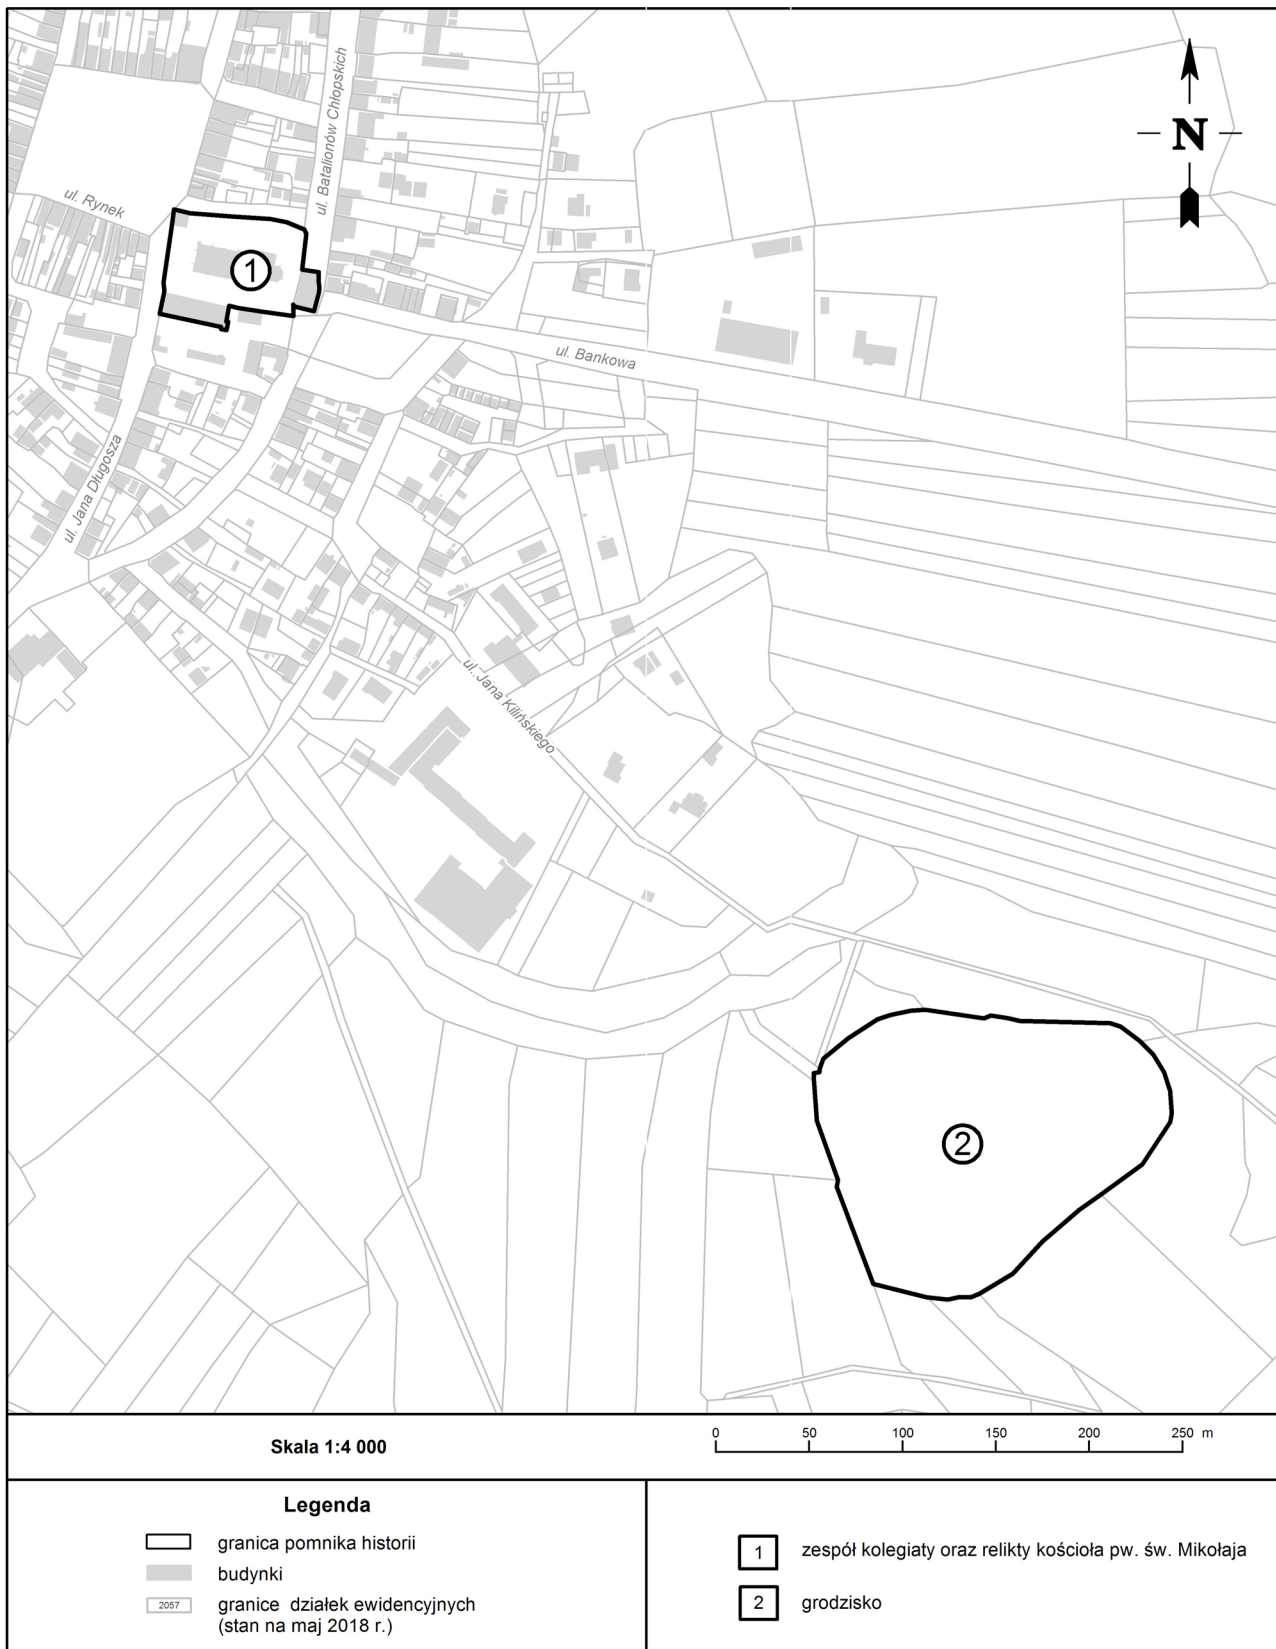 ul. Batalionów Chłopskich
N
ul. Rynek
1
ul. Bankowa
ul. Jana Długosza
ul. Jana Kilińskiego
2
Skala 1:4 000
0 50 100 150 200 250 m
Legenda
granica pomnika historii
budynki
2057 granice działek ewidencyjnych
(stan na maj 2018 r.)
1 zespół kolegiaty oraz relikty kościoła pw. św. Mikołaja
2 grodzisko